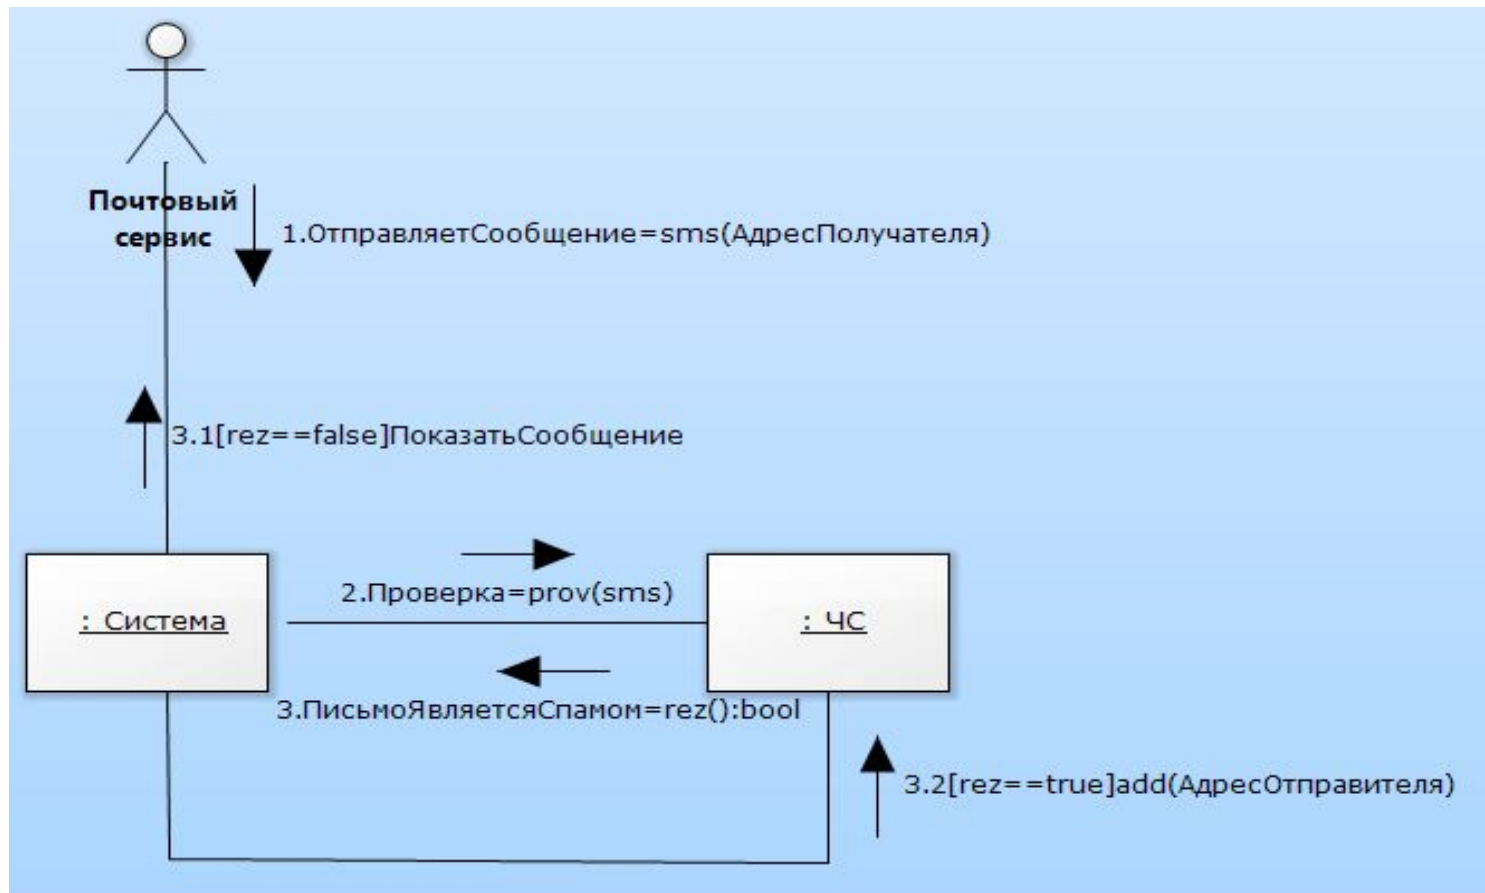 Почтовый
сервис
1.ОтправляетСообщение=sms(АдресПолучателя)
3.1[rez==false]ПоказатьСообщение
2.Проверка=prov(sms)
: Система
: ЧС
3.ПисьмоЯвляетсяСпамом=rez():bool
3.2[rez==true]add(АдресОтправителя)